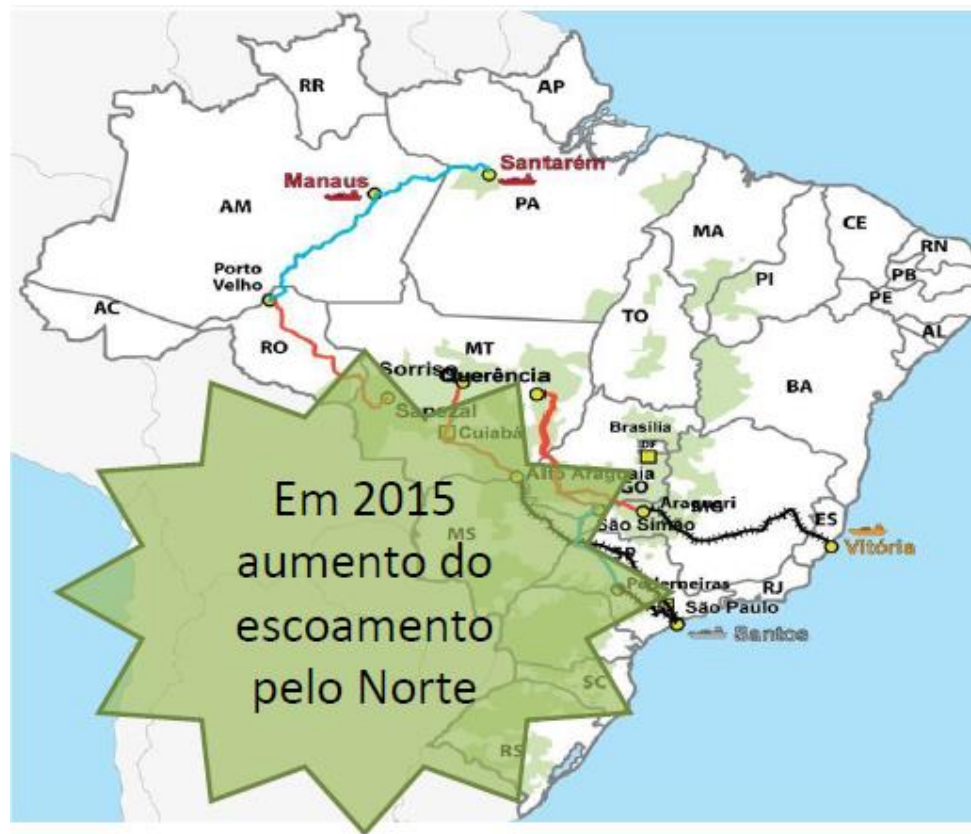 RR
AP
Santarém
Manaus
AM
PA
MA
CE
RN
PB
PI
PE
AL
Porto
Velho
AC
TO
RO
MT
BA
Sorriso
Querência
Sapezal
Cuiabá
Brasília
DF
Alto Araguaia
GO
Araguari
MG
São Simão
ES
Vitória
MS
SP
Pederneiras
RJ
São Paulo
Santos
SC
RS
Em 2015
aumento do
escoamento
pelo Norte